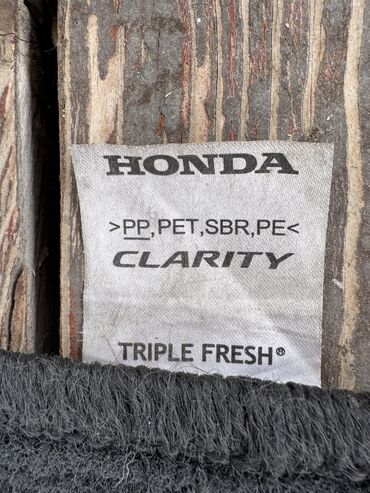 HONDA
>PP,PET,SBR,PE<
CLARITY
TRIPLE FRESH®